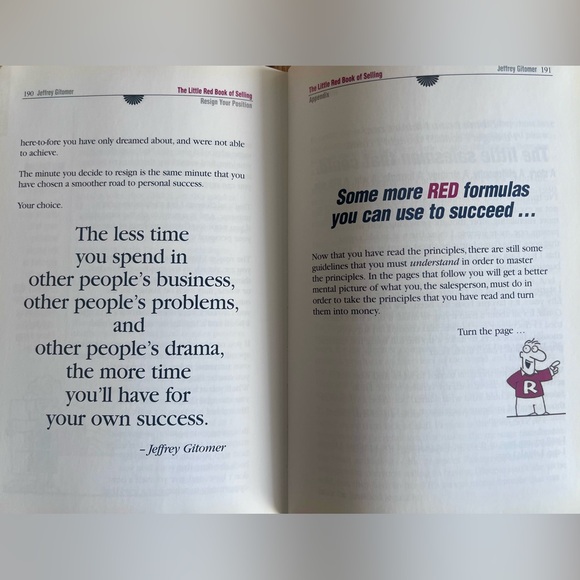 190 Jeffrey Gitomer
The Little Red Book of Selling
Resign Your Position
here-to-fore you have only dreamed about, and were not able
to achieve.
The minute you decide to resign is the same minute that you
have chosen a smoother road to personal success.
Your choice.
The less time
you spend in
other people's business,
other people's problems,
and
other people's drama,
the more time
you'll have for
your own success.
– Jeffrey Gitomer
The Little Red Book of Selling
Appendix
Jeffrey Gitomer 191
Some more RED formulas
you can use to succeed ...
Now that you have read the principles, there are still some
guidelines that you must understand in order to master
the principles. In the pages that follow you will get a better
mental picture of what you, the salesperson, must do in
order to take the principles that you have read and turn
them into money.
Turn the page ...
R